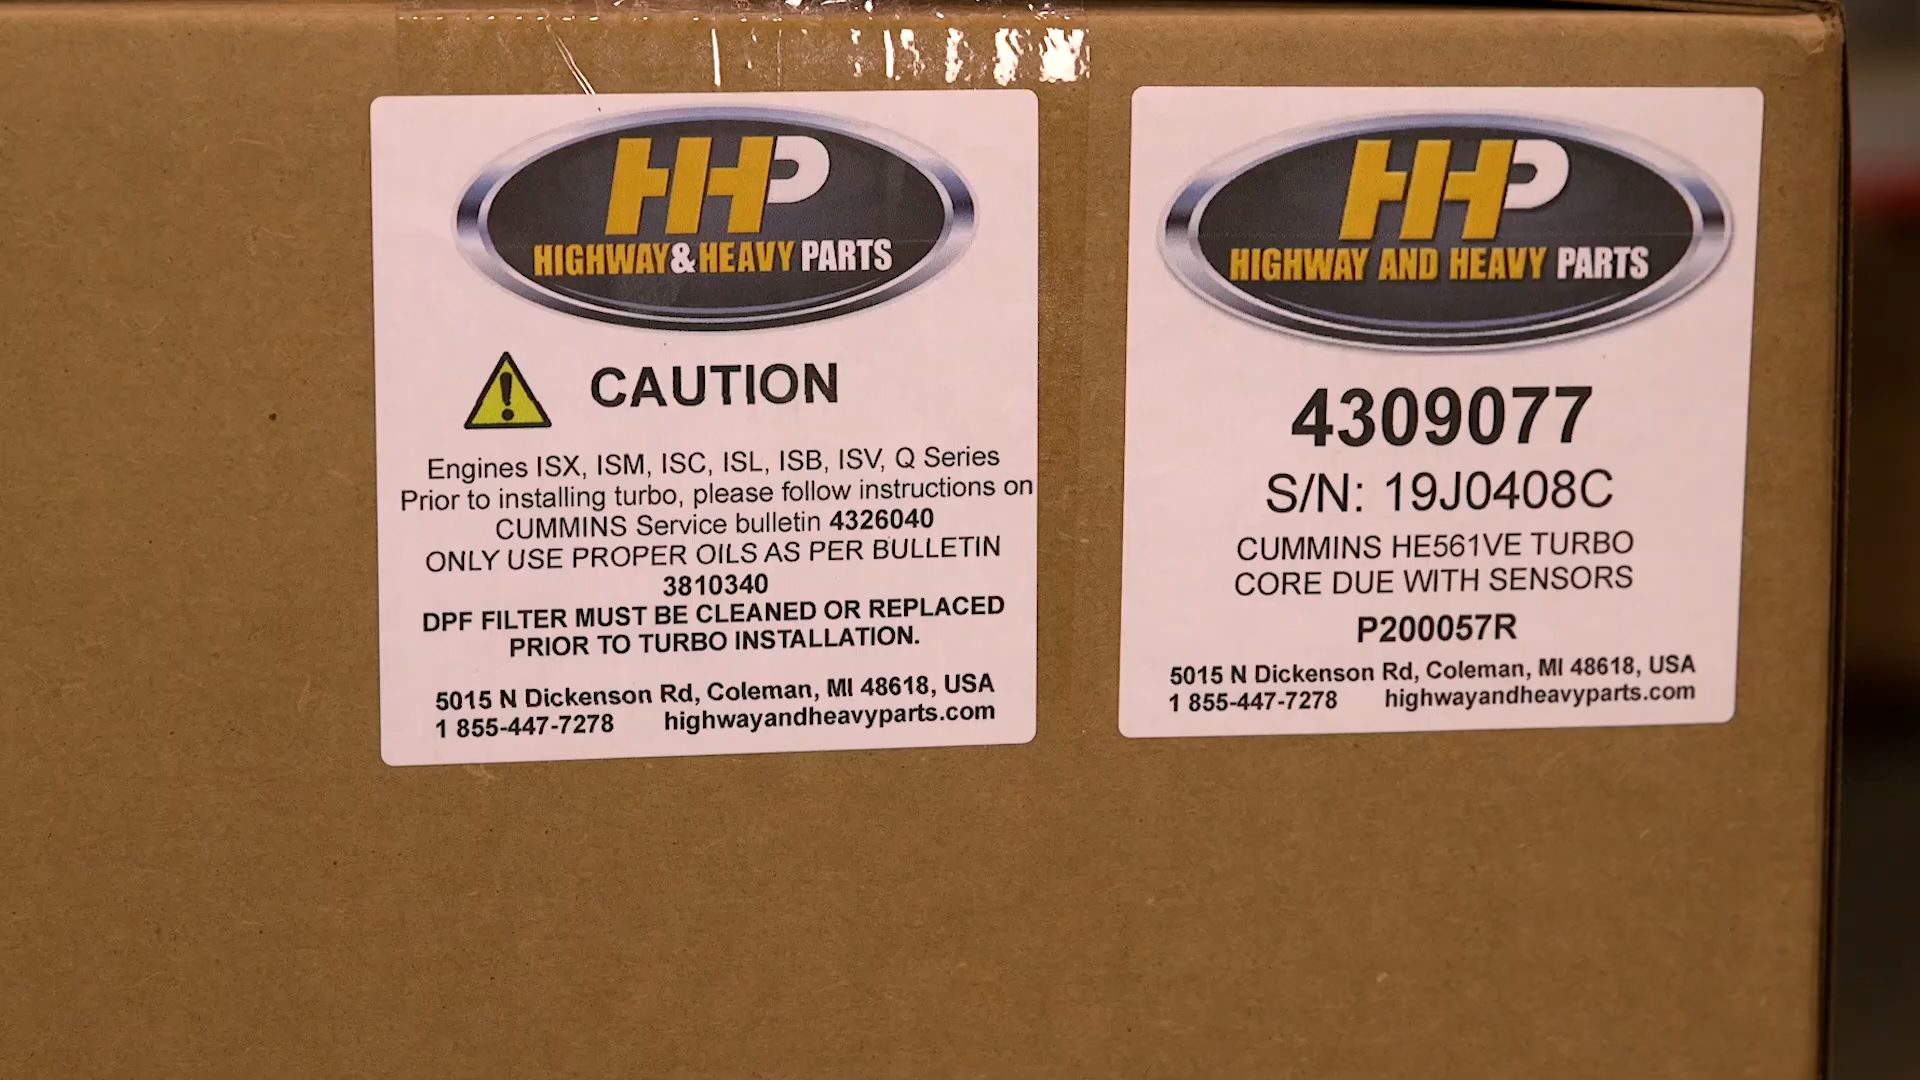 HHP
HIGHWAY & HEAVY PARTS
CAUTION
Engines ISX, ISM, ISC, ISL, ISB, ISV, Q Series
Prior to installing turbo, please follow instructions on
CUMMINS Service bulletin 4326040
ONLY USE PROPER OILS AS PER BULLETIN
3810340
DPF FILTER MUST BE CLEANED OR REPLACED
PRIOR TO TURBO INSTALLATION.
5015 N Dickenson Rd, Coleman, MI 48618, USA
1 855-447-7278 highwayandheavyparts.com
HHP
HIGHWAY AND HEAVY PARTS
4309077
S/N: 19J0408C
CUMMINS HE561VE TURBO
CORE DUE WITH SENSORS
P200057R
5015 N Dickenson Rd, Coleman, MI 48618, USA
1 855-447-7278 highwayandheavyparts.com